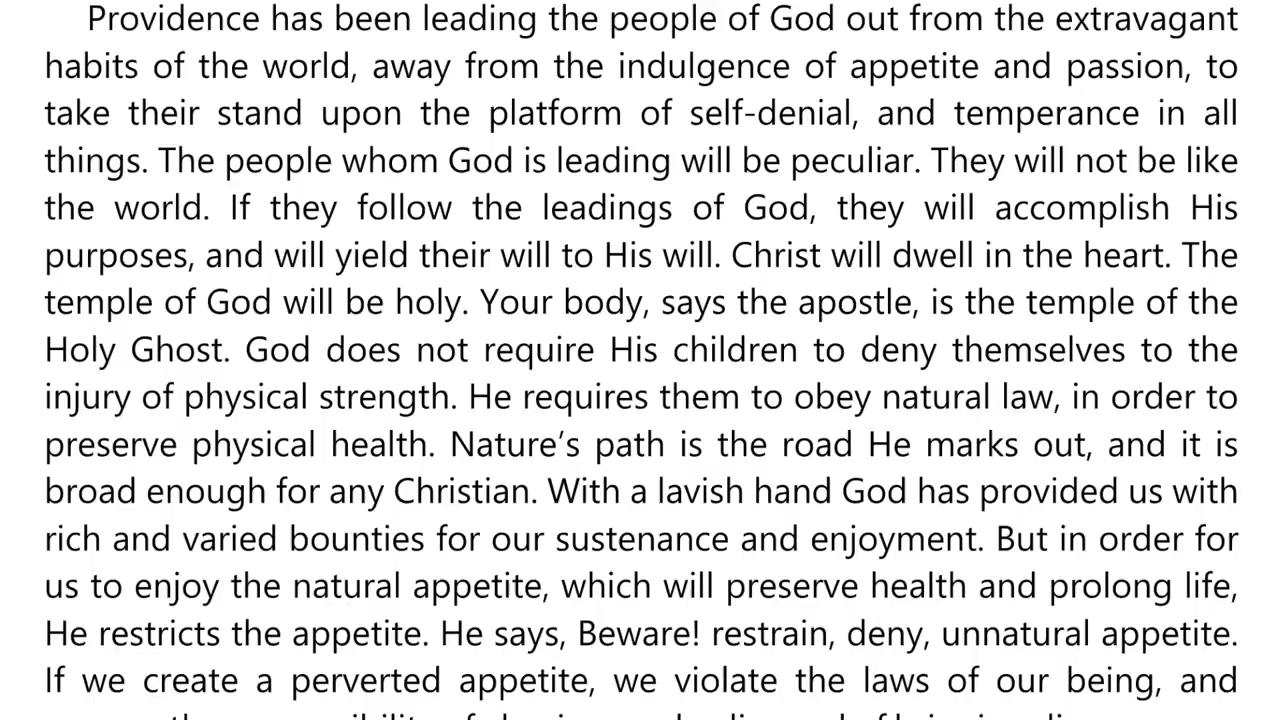 Providence has been leading the people of God out from the extravagant
habits of the world, away from the indulgence of appetite and passion, to
take their stand upon the platform of self-denial, and temperance in all
things. The people whom God is leading will be peculiar. They will not be like
the world. If they follow the leadings of God, they will accomplish His
purposes, and will yield their will to His will. Christ will dwell in the heart. The
temple of God will be holy. Your body, says the apostle, is the temple of the
Holy Ghost. God does not require His children to deny themselves to the
injury of physical strength. He requires them to obey natural law, in order to
preserve physical health. Nature’s path is the road He marks out, and it is
broad enough for any Christian. With a lavish hand God has provided us with
rich and varied bounties for our sustenance and enjoyment. But in order for
us to enjoy the natural appetite, which will preserve health and prolong life,
He restricts the appetite. He says, Beware! restrain, deny, unnatural appetite.
If we create a perverted appetite, we violate the laws of our being, and